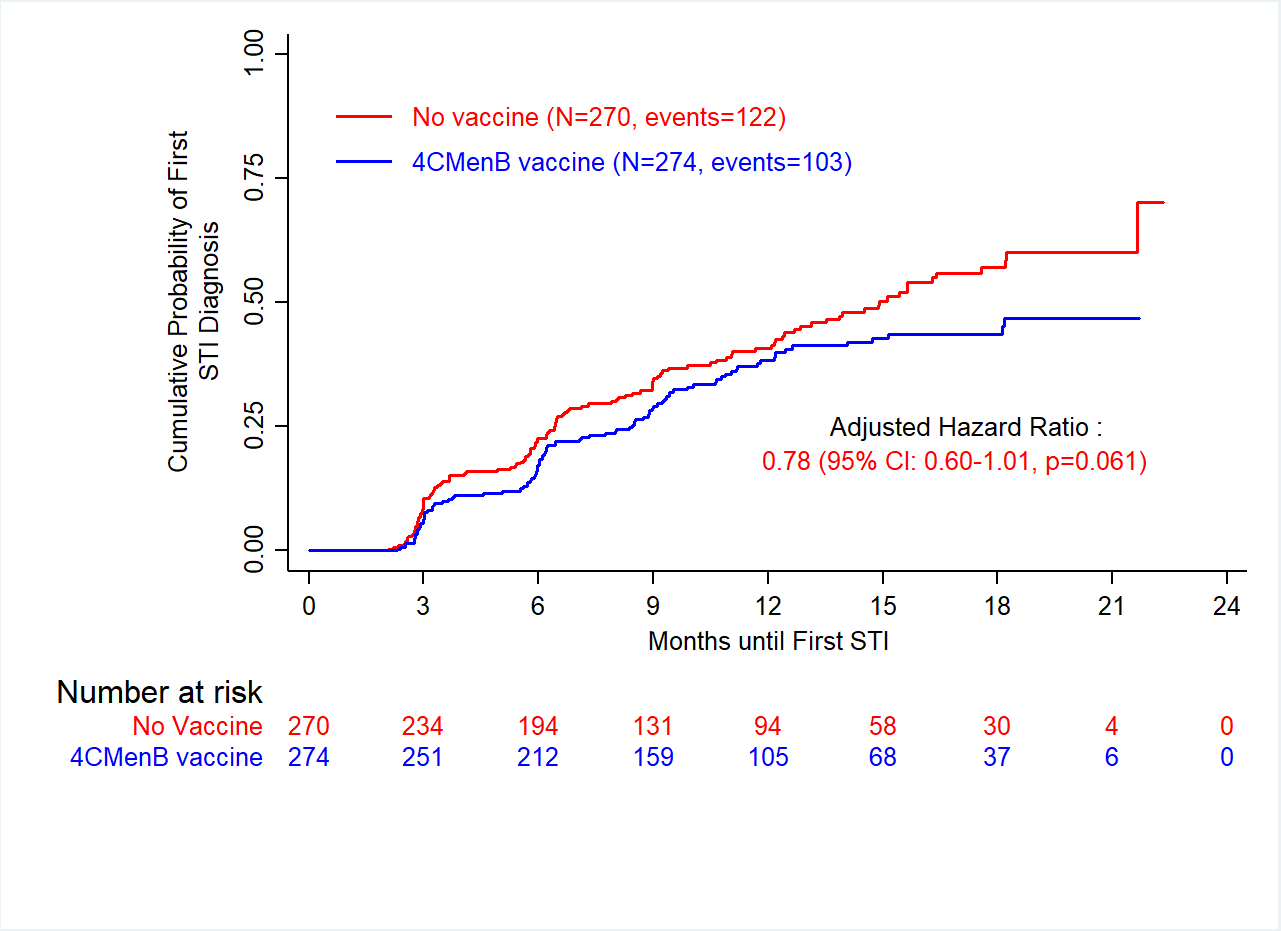 1.00
0.75
0.50
0.25
0.00
Cumulative Probability of First
STI Diagnosis
No vaccine (N=270, events=122)
4CMenB vaccine (N=274, events=103)
Adjusted Hazard Ratio :
0.78 (95% CI: 0.60-1.01, p=0.061)
0 3 6 9 12 15 18 21 24
Months until First STI
Number at risk
No Vaccine 270 234 194 131 94 58 30 4 0
4CMenB vaccine 274 251 212 159 105 68 37 6 0